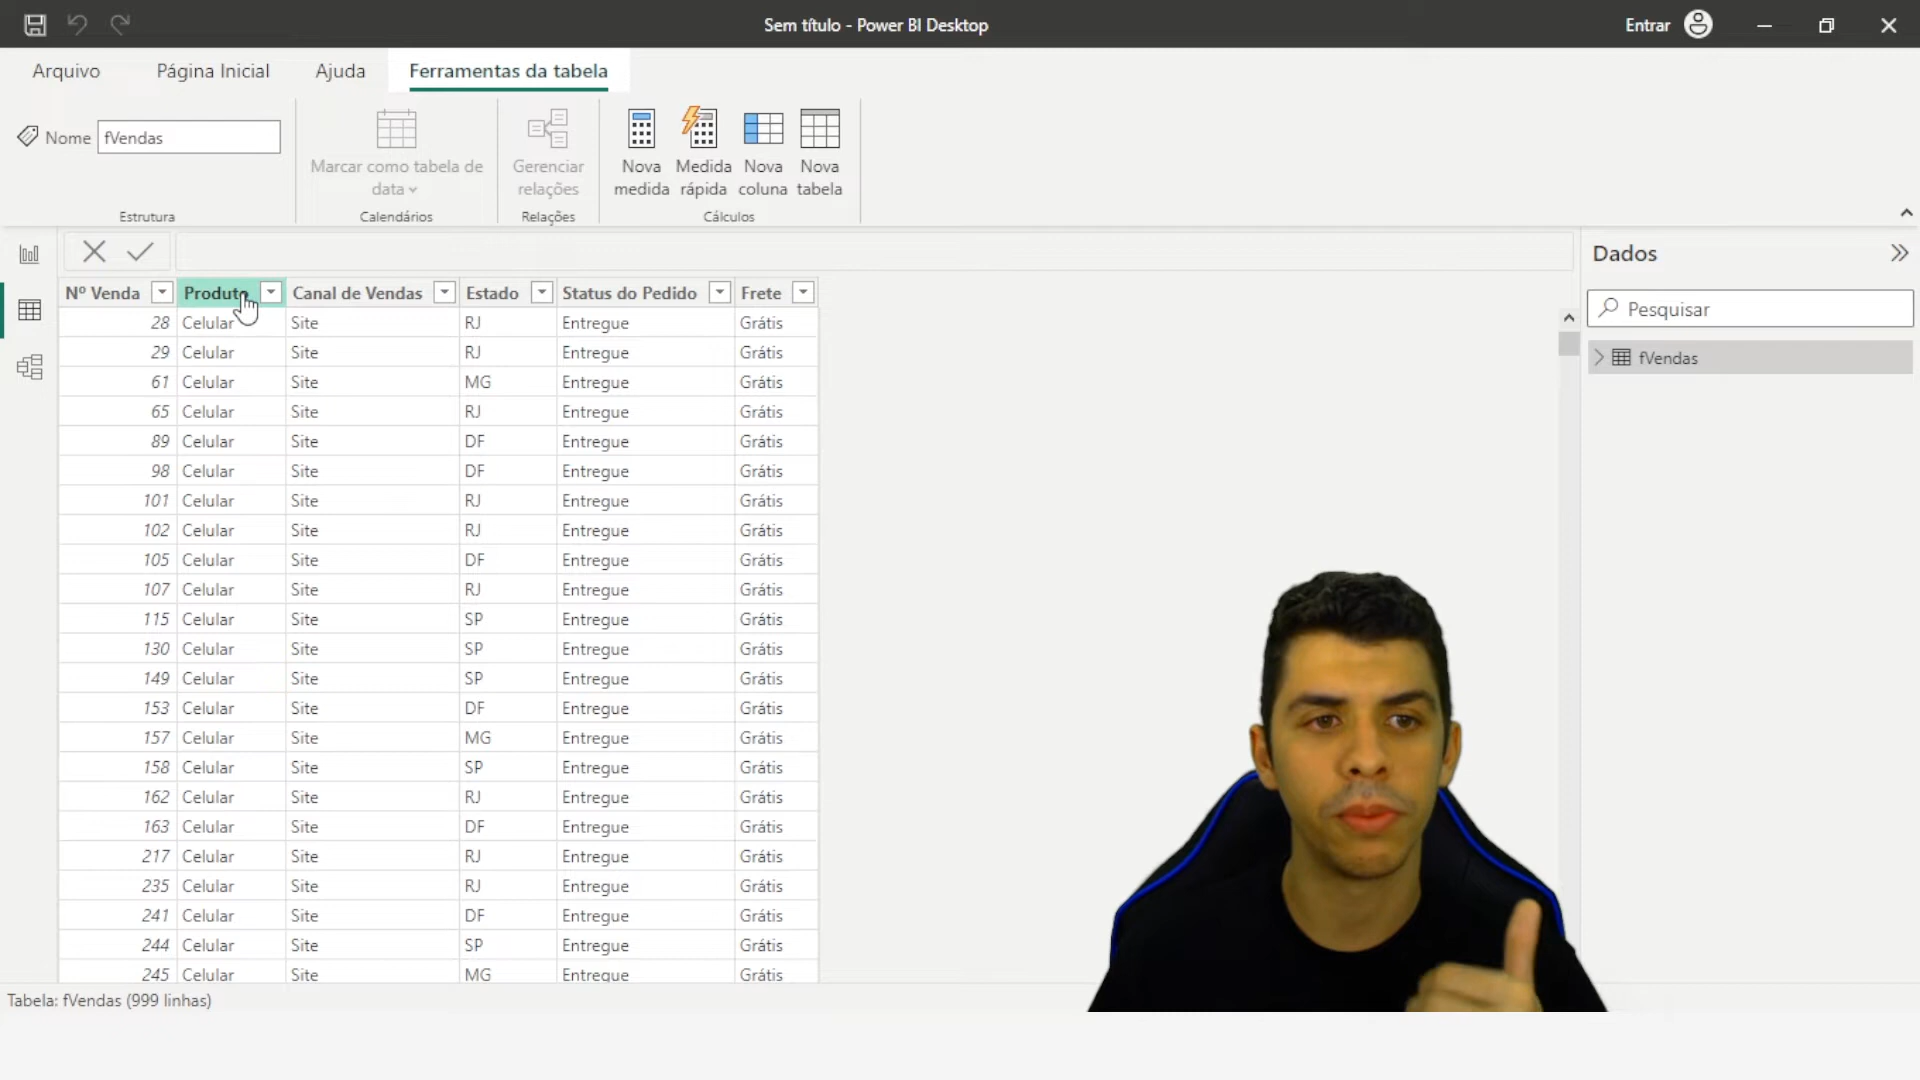 Sem título - Power BI Desktop
Entrar
Arquivo
Página Inicial
Ajuda
Ferramentas da tabela
Nome
fVendas
Marcar como tabela de
data
Gerenciar
relações
Nova
medida
Medida
rápida
Nova
coluna
Nova
tabela
Estrutura
Calendários
Relações
Cálculos
Dados
Pesquisar
fVendas
Nº Venda Produto Canal de Vendas Estado Status do Pedido Frete
28 Celular Site RJ Entregue Grátis
29 Celular Site RJ Entregue Grátis
61 Celular Site MG Entregue Grátis
65 Celular Site RJ Entregue Grátis
89 Celular Site DF Entregue Grátis
98 Celular Site DF Entregue Grátis
101 Celular Site RJ Entregue Grátis
102 Celular Site RJ Entregue Grátis
105 Celular Site DF Entregue Grátis
107 Celular Site RJ Entregue Grátis
115 Celular Site SP Entregue Grátis
130 Celular Site SP Entregue Grátis
149 Celular Site SP Entregue Grátis
153 Celular Site DF Entregue Grátis
157 Celular Site MG Entregue Grátis
158 Celular Site SP Entregue Grátis
162 Celular Site RJ Entregue Grátis
163 Celular Site DF Entregue Grátis
217 Celular Site RJ Entregue Grátis
235 Celular Site RJ Entregue Grátis
241 Celular Site DF Entregue Grátis
244 Celular Site SP Entregue Grátis
245 Celular Site MG Entregue Grátis
Tabela: fVendas (999 linhas)